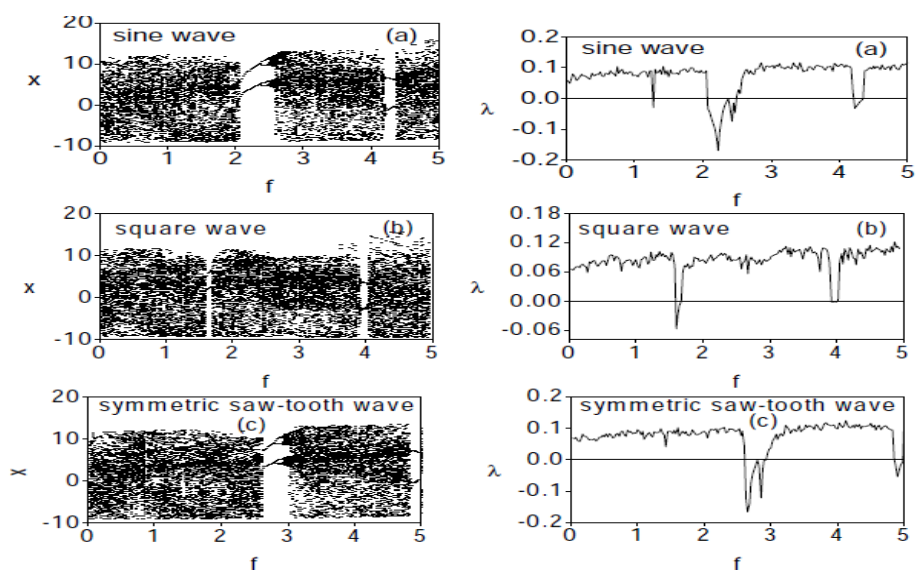 20
sine wave (a)
10
x
0
-10
0 1 2 3 4 5
f
0.2
sine wave (a)
0.1
λ 0.0
-0.1
-0.2
0 1 2 3 4 5
f
20
square wave (b)
10
x
0
-10
0 1 2 3 4 5
f
0.18
square wave (b)
0.12
0.06
λ
0.00
-0.06
0 1 2 3 4 5
f
20
symmetric saw-tooth wave
(c)
10
x
0
-10
0 1 2 3 4 5
f
0.2
symmetric saw-tooth wave
(c)
0.1
λ 0.0
-0.1
-0.2
0 1 2 3 4 5
f